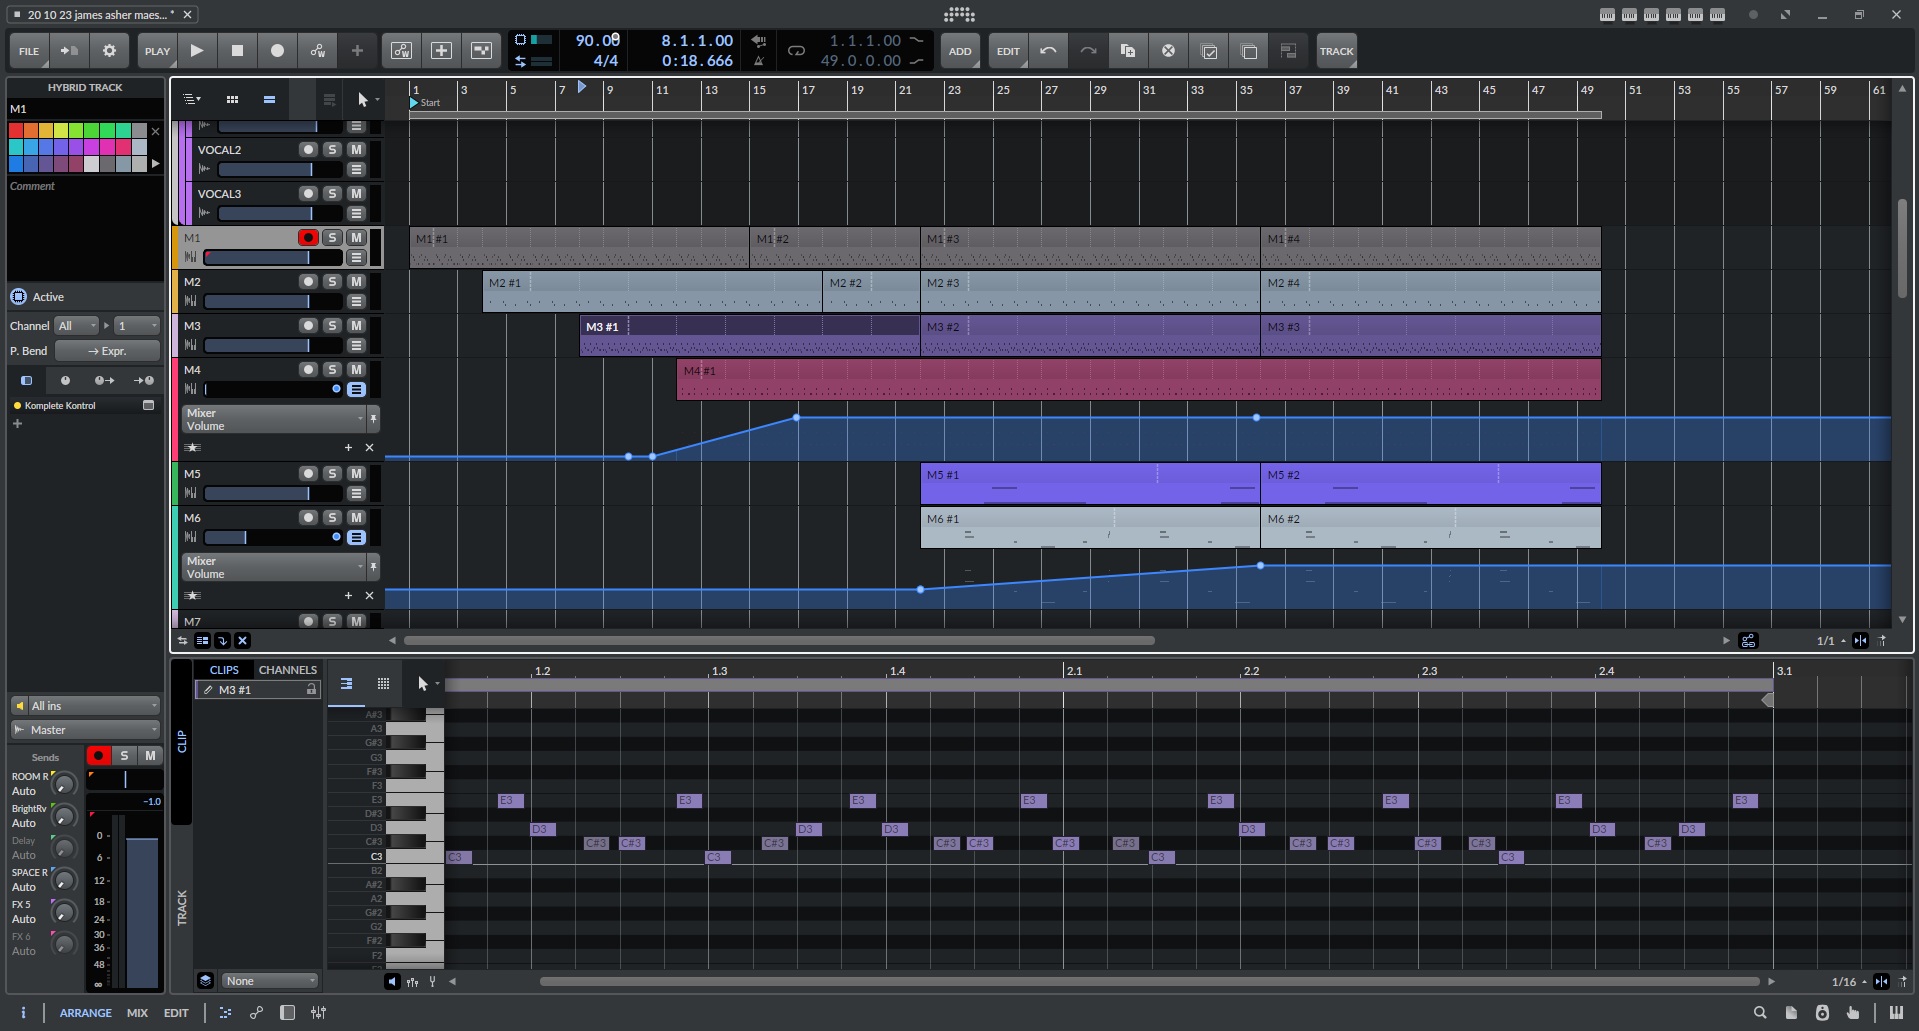 20 10 23 james asher maes... *
FILE
PLAY
90.00
4/4
8.1.1.00
0:18.666
1.1.1.00
49.0.0.00
ADD
EDIT
TRACK
HYBRID TRACK
M1
Comment
Active
Channel All 1
P. Bend → Expr.
Komplete Kontrol
All ins
Master
Sends S M
ROOM R
Auto
-1.0
BrightRv
Auto
Delay
Auto
SPACE R
Auto
FX 5
Auto
FX 6
Auto
0
6
12
18
24
30
36
48
∞
1 3 5 7 9 11 13 15 17 19 21 23 25 27 29 31 33 35 37 39 41 43 45 47 49 51 53 55 57 59 61
Start
VOCAL2 S M
VOCAL3 S M
M1 S M M1 #1 M1 #2 M1 #3 M1 #4
M2 S M M2 #1 M2 #2 M2 #3 M2 #4
M3 S M M3 #1 M3 #2 M3 #3
M4 S M M4 #1
Mixer
Volume
M5 S M M5 #1 M5 #2
M6 S M M6 #1 M6 #2
Mixer
Volume
M7 S M
1/1
CLIP
TRACK
CLIPS CHANNELS
M3 #1
None
1.2 1.3 1.4 2.1 2.2 2.3 2.4 3.1
A#3
A3
G#3
G3
F#3
F3
E3 E3 E3 E3 E3 E3 E3 E3 E3
D#3
D3 D3 D3 D3 D3 D3 D3
C#3 C#3 C#3 C#3 C#3 C#3 C#3 C#3 C#3 C#3 C#3 C#3 C#3
C3 C3 C3 C3 C3
B2
A#2
A2
G#2
G2
F#2
F2
1/16
i ARRANGE MIX EDIT